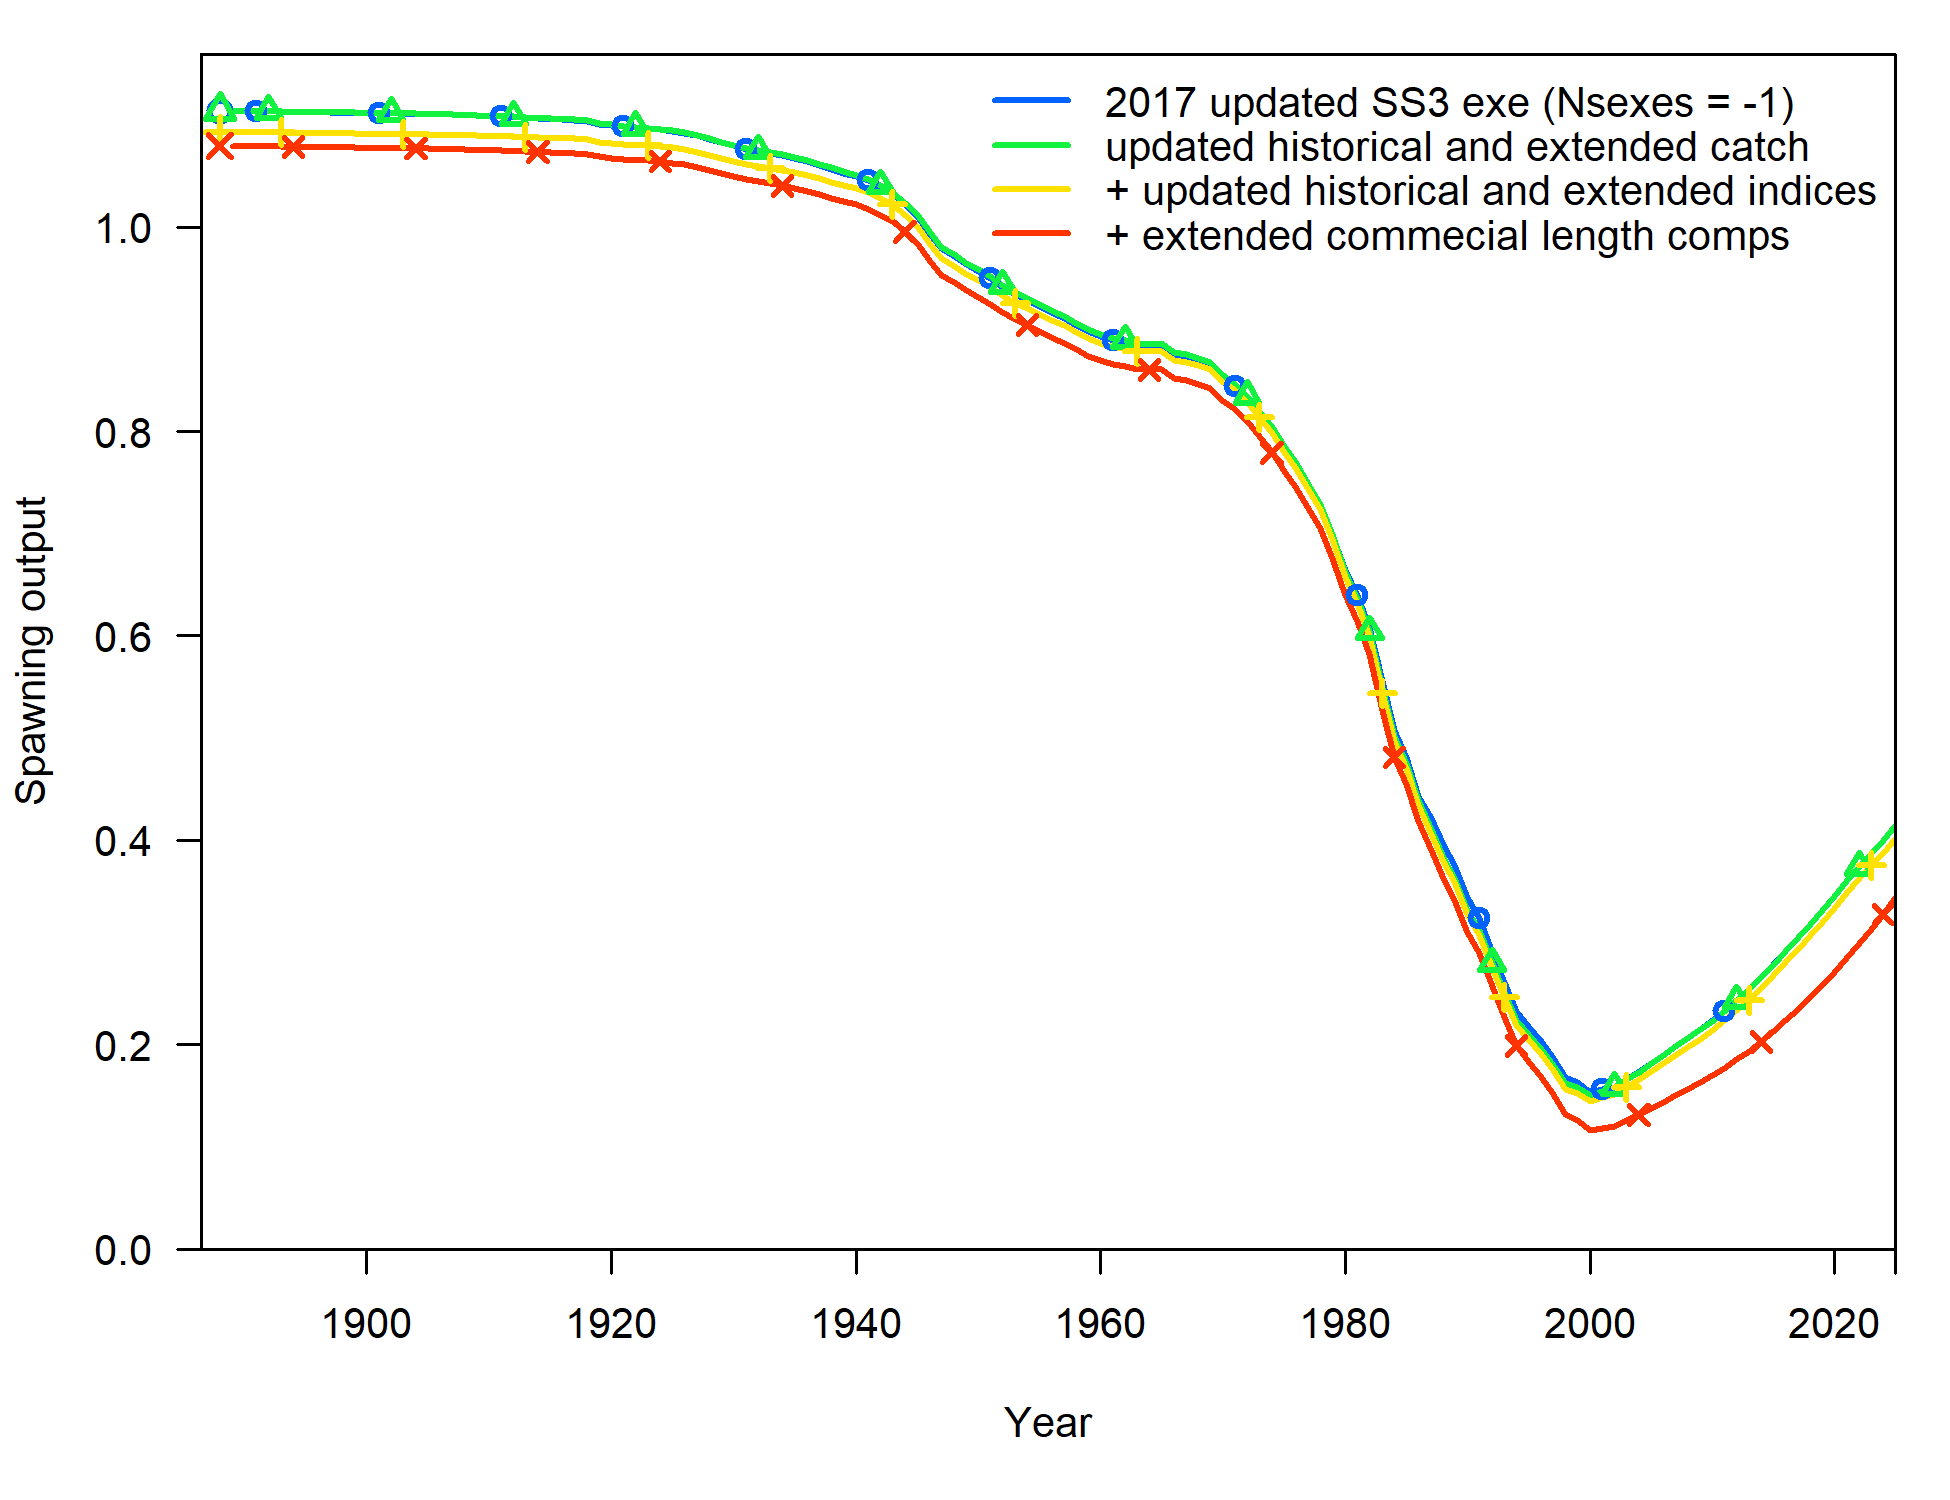 2017 updated SS3 exe (Nsexes = -1)
updated historical and extended catch
+ updated historical and extended indices
+ extended commecial length comps
Spawning output
1.0
0.8
0.6
0.4
0.2
0.0
1900 1920 1940 1960 1980 2000 2020
Year